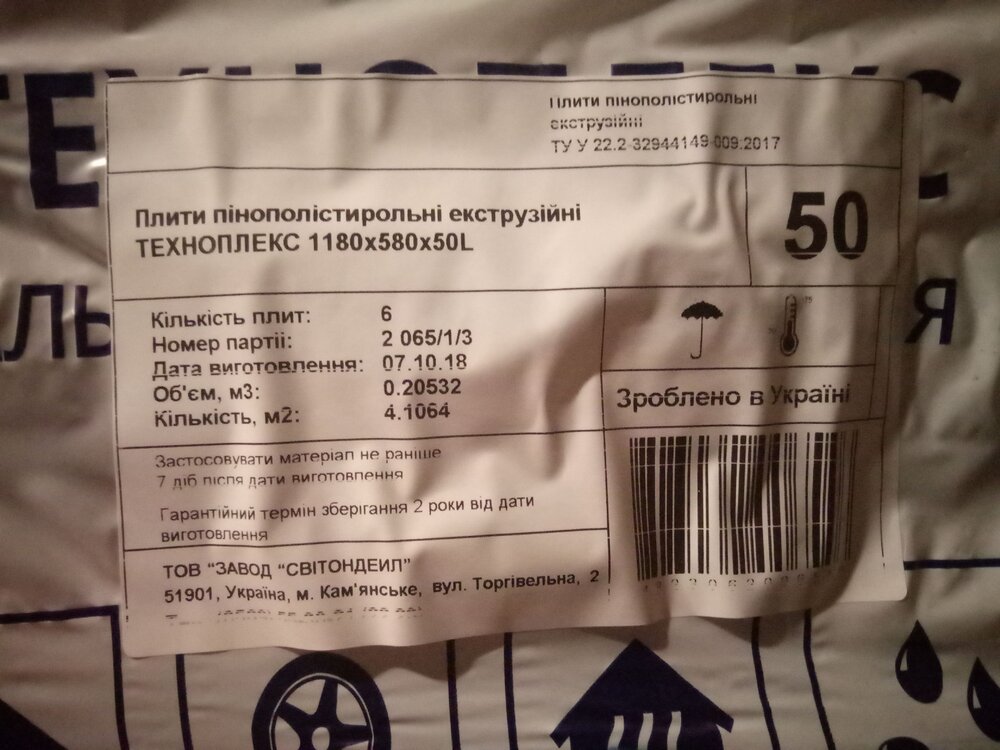 Плити пінополістирольні
екструзійні
ТУ У 22.2-32944149-009:2017
Плити пінополістирольні екструзійні
ТЕХНОПЛЕКС 1180x580x50L
50
Кількість плит: 6
Номер партії: 2 065/1/3
Дата виготовлення: 07.10.18
Об'єм, м3: 0.20532
Кількість, м2: 4.1064
Зроблено в Україні
Застосовувати матеріал не раніше
7 діб після дати виготовлення
Гарантійний термін зберігання 2 роки від дати
виготовлення
ТОВ "ЗАВОД "СВІТОНДЕИЛ"
51901, Україна, м. Кам'янське, вул. Торгівельна, 2